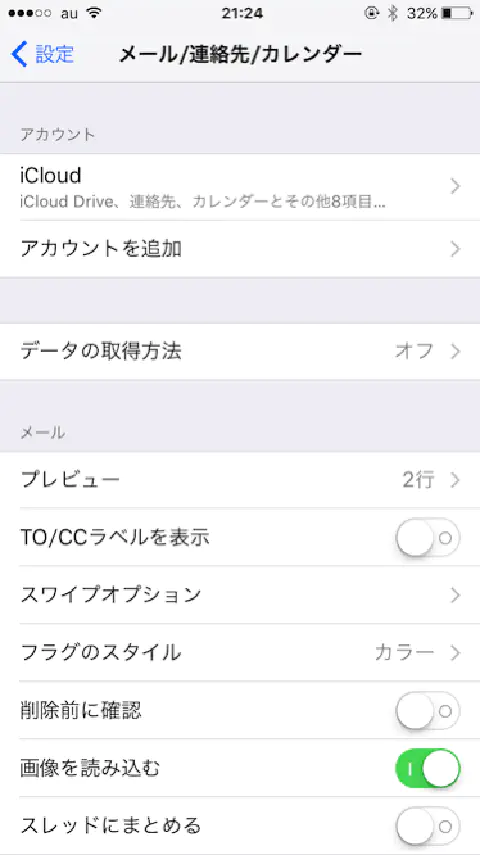 au 21:24 32%
設定 メール/連絡先/カレンダー
アカウント
iCloud
iCloud Drive、連絡先、カレンダーとその他8項目...
アカウントを追加
データの取得方法 オフ
メール
プレビュー 2行
TO/CCラベルを表示
スワイプオプション
フラグのスタイル カラー
削除前に確認
画像を読み込む
スレッドにまとめる